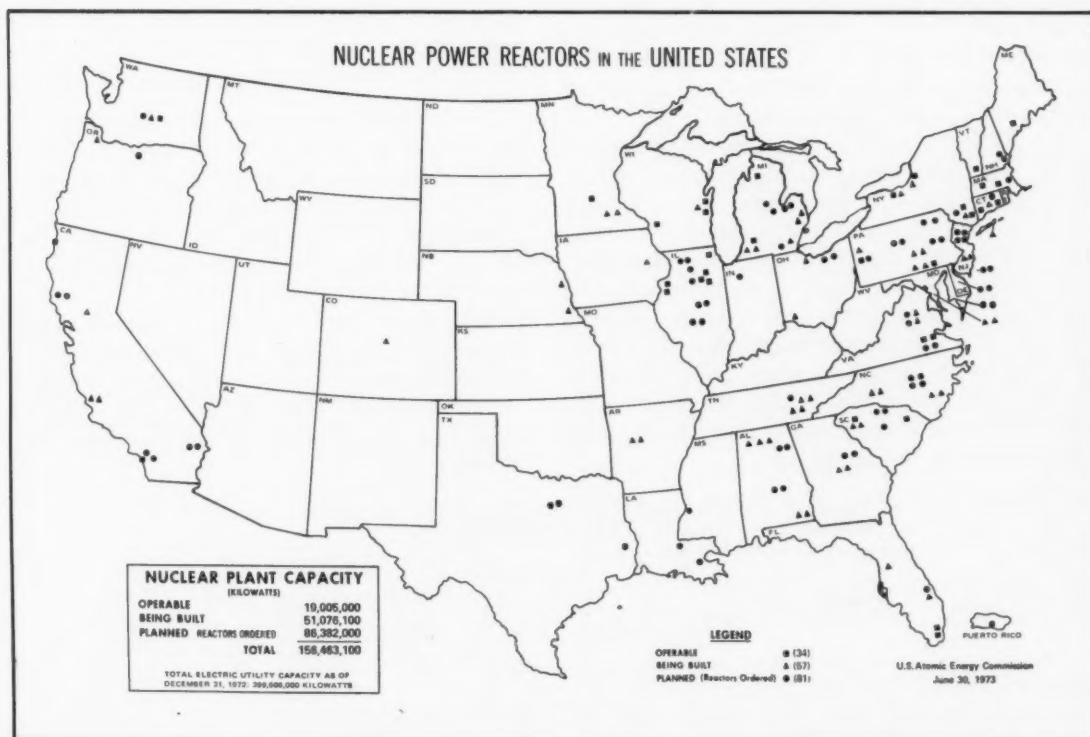 NUCLEAR POWER REACTORS IN THE UNITED STATES
WA
MT
ND
MN
ME
OR
VT
NH
WI
MI
SD
MA
NY
CT
WY
CA
NV
ID
IA
PA
UT
NB
IL
IN
OH
NJ
MD
DE
CO
WV
MO
KS
KY
VA
AZ
NM
OK
TN
NC
TX
AR
SC
MS
AL
GA
LA
FL
PUERTO RICO
NUCLEAR PLANT CAPACITY
(KILOWATTS)
OPERABLE 19,005,000
BEING BUILT 51,076,100
PLANNED REACTORS ORDERED 86,382,000
TOTAL 156,463,100
TOTAL ELECTRIC UTILITY CAPACITY AS OF
DECEMBER 31, 1972: KILOWATTS
LEGEND
OPERABLE ■ (34)
BEING BUILT ▲ (57)
PLANNED (Reactors Ordered) ● (81)
U.S. Atomic Energy Commission
June 30, 1973